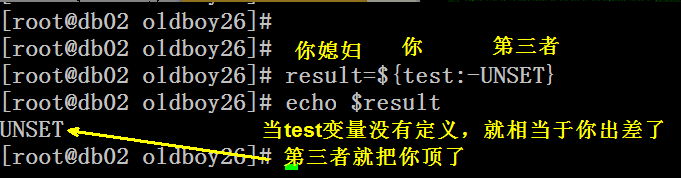 [root@db02 oldboy26]#
[root@db02 oldboy26]# 你媳妇 你 第三者
[root@db02 oldboy26]# result=${test:-UNSET}
[root@db02 oldboy26]# echo $result
UNSET 当test变量没有定义，就相当于你出差了
[root@db02 oldboy26]# 第三者就把你顶了